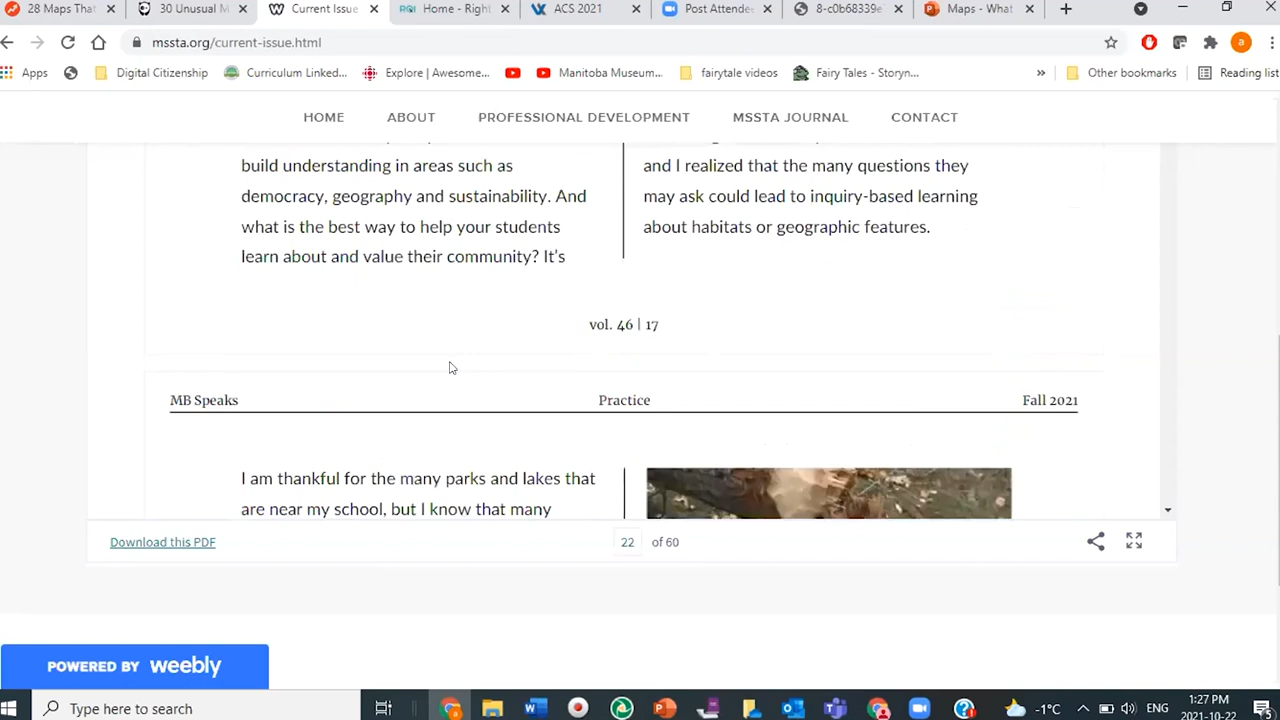 28 Maps That
30 Unusual M
Current Issue
Home - Right
ACS 2021
Post Attendee
8-c0b68339e
Maps - What
mssta.org/current-issue.html
Apps
Digital Citizenship
Curriculum Linked...
Explore | Awesome...
Manitoba Museum...
fairytale videos
Fairy Tales - Storyn...
»
Other bookmarks
Reading list
HOME
ABOUT
PROFESSIONAL DEVELOPMENT
MSSTA JOURNAL
CONTACT
build understanding in areas such as
democracy, geography and sustainability. And
what is the best way to help your students
learn about and value their community? It's
and I realized that the many questions they
may ask could lead to inquiry-based learning
about habitats or geographic features.
vol. 46 | 17
MB Speaks
Practice
Fall 2021
I am thankful for the many parks and lakes that
are near my school, but I know that many
Download this PDF
22 of 60
POWERED BY weebly
Type here to search
-1°C
ENG
1:27 PM
2021-10-22